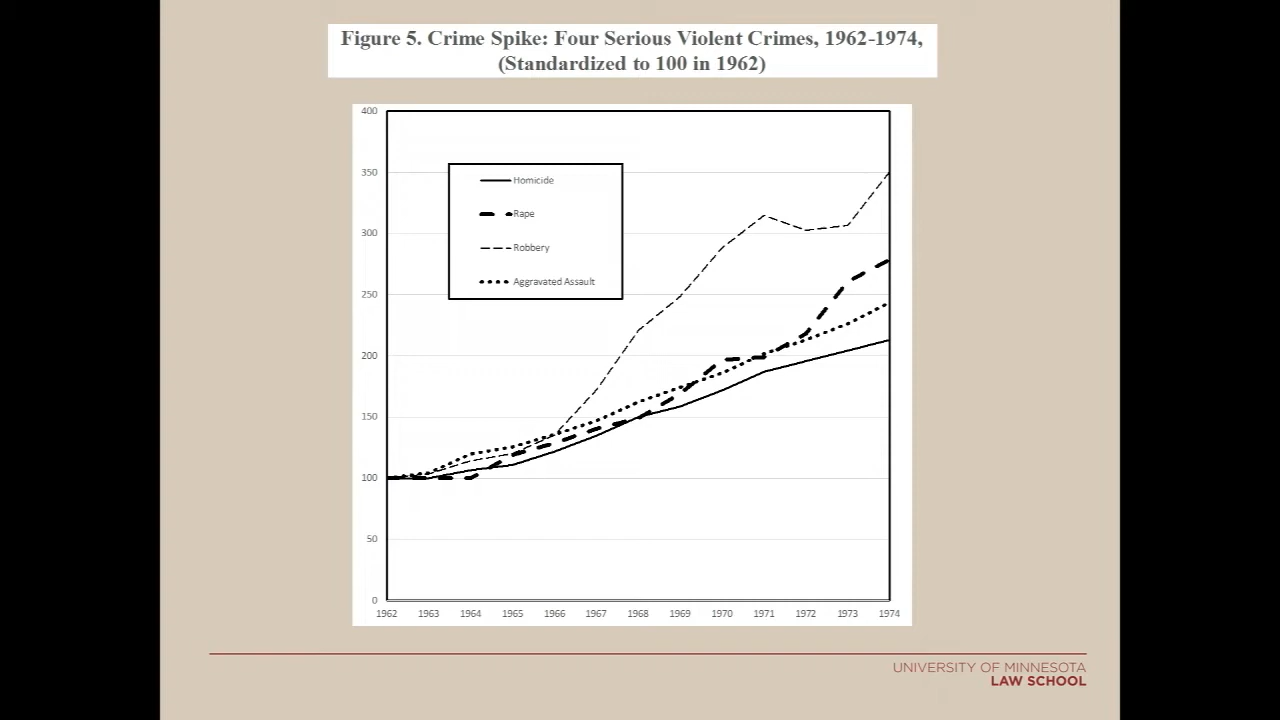 Figure 5. Crime Spike: Four Serious Violent Crimes, 1962-1974,
(Standardized to 100 in 1962)
400
350
300
250
200
150
100
50
0
Homicide
Rape
Robbery
Aggravated Assault
1962 1963 1964 1965 1966 1967 1968 1969 1970 1971 1972 1973 1974
UNIVERSITY OF MINNESOTA
LAW SCHOOL